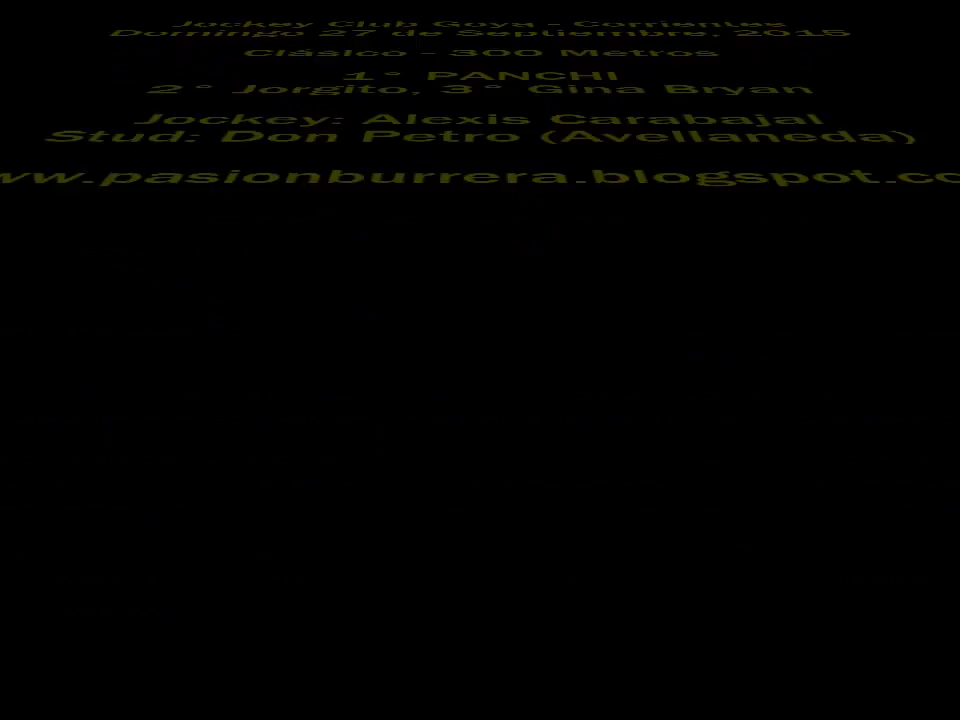 Jockey Club Goya - Corrientes
Domingo 27 de Septiembre, 2015
Clásico - 300 Metros
1° PANCHI
2° Jorgito, 3° Gina Bryan
Jockey: Alexis Carabajal
Stud: Don Petro (Avellaneda)
ww.pasionburrera.blogspot.co